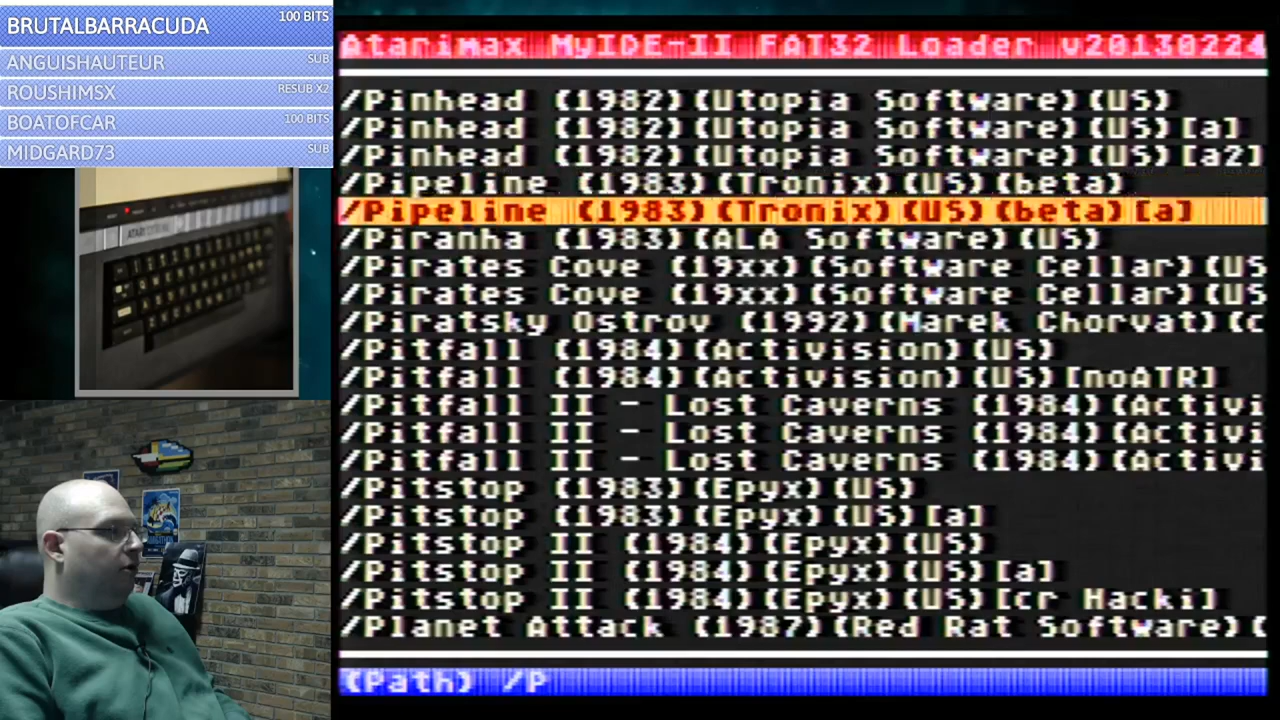 BRUTALBARRACUDA 100 BITS
ANGUISHAUTEUR SUB
ROUSHIMSX RESUB X2
BOATOFCAR 100 BITS
MIDGARD73 SUB
Atarimax MyIDE-II FAT32 Loader v20130224
/Pinhead (1982)(Utopia Software)(US)
/Pinhead (1982)(Utopia Software)(US)[a]
/Pinhead (1982)(Utopia Software)(US)[a2]
/Pipeline (1983)(Tronix)(US)(beta)
/Pipeline (1983)(Tronix)(US)(beta)[a]
/Piranha (1983)(ALA Software)(US)
/Pirates Cove (19xx)(Software Cellar)(US
/Pirates Cove (19xx)(Software Cellar)(US
/Piratsky Ostrov (1992)(Marek Chorvat)(c
/Pitfall (1984)(Activision)(US)
/Pitfall (1984)(Activision)(US)[noATR]
/Pitfall II - Lost Caverns (1984)(Activi
/Pitfall II - Lost Caverns (1984)(Activi
/Pitfall II - Lost Caverns (1984)(Activi
/Pitstop (1983)(Epyx)(US)
/Pitstop (1983)(Epyx)(US)[a]
/Pitstop II (1984)(Epyx)(US)
/Pitstop II (1984)(Epyx)(US)[a]
/Pitstop II (1984)(Epyx)(US)[cr Hacki]
/Planet Attack (1987)(Red Rat Software)(
(Path) /P